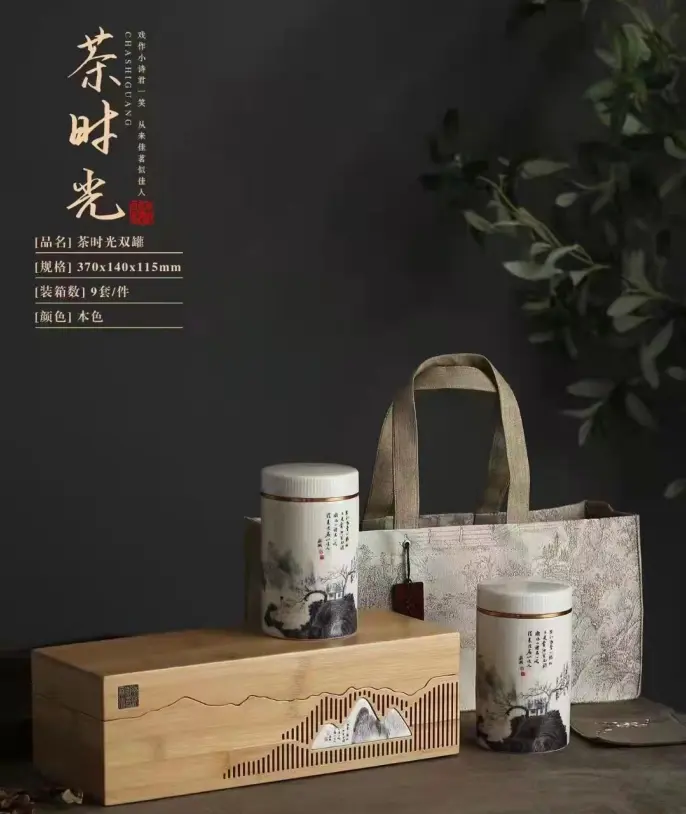 茶时光
CHASHIGUANG
戏作小诗君一笑 从来佳茗似佳人
[品名] 茶时光双罐
[规格] 370x140x115mm
[装箱数] 9套/件
[颜色] 本色